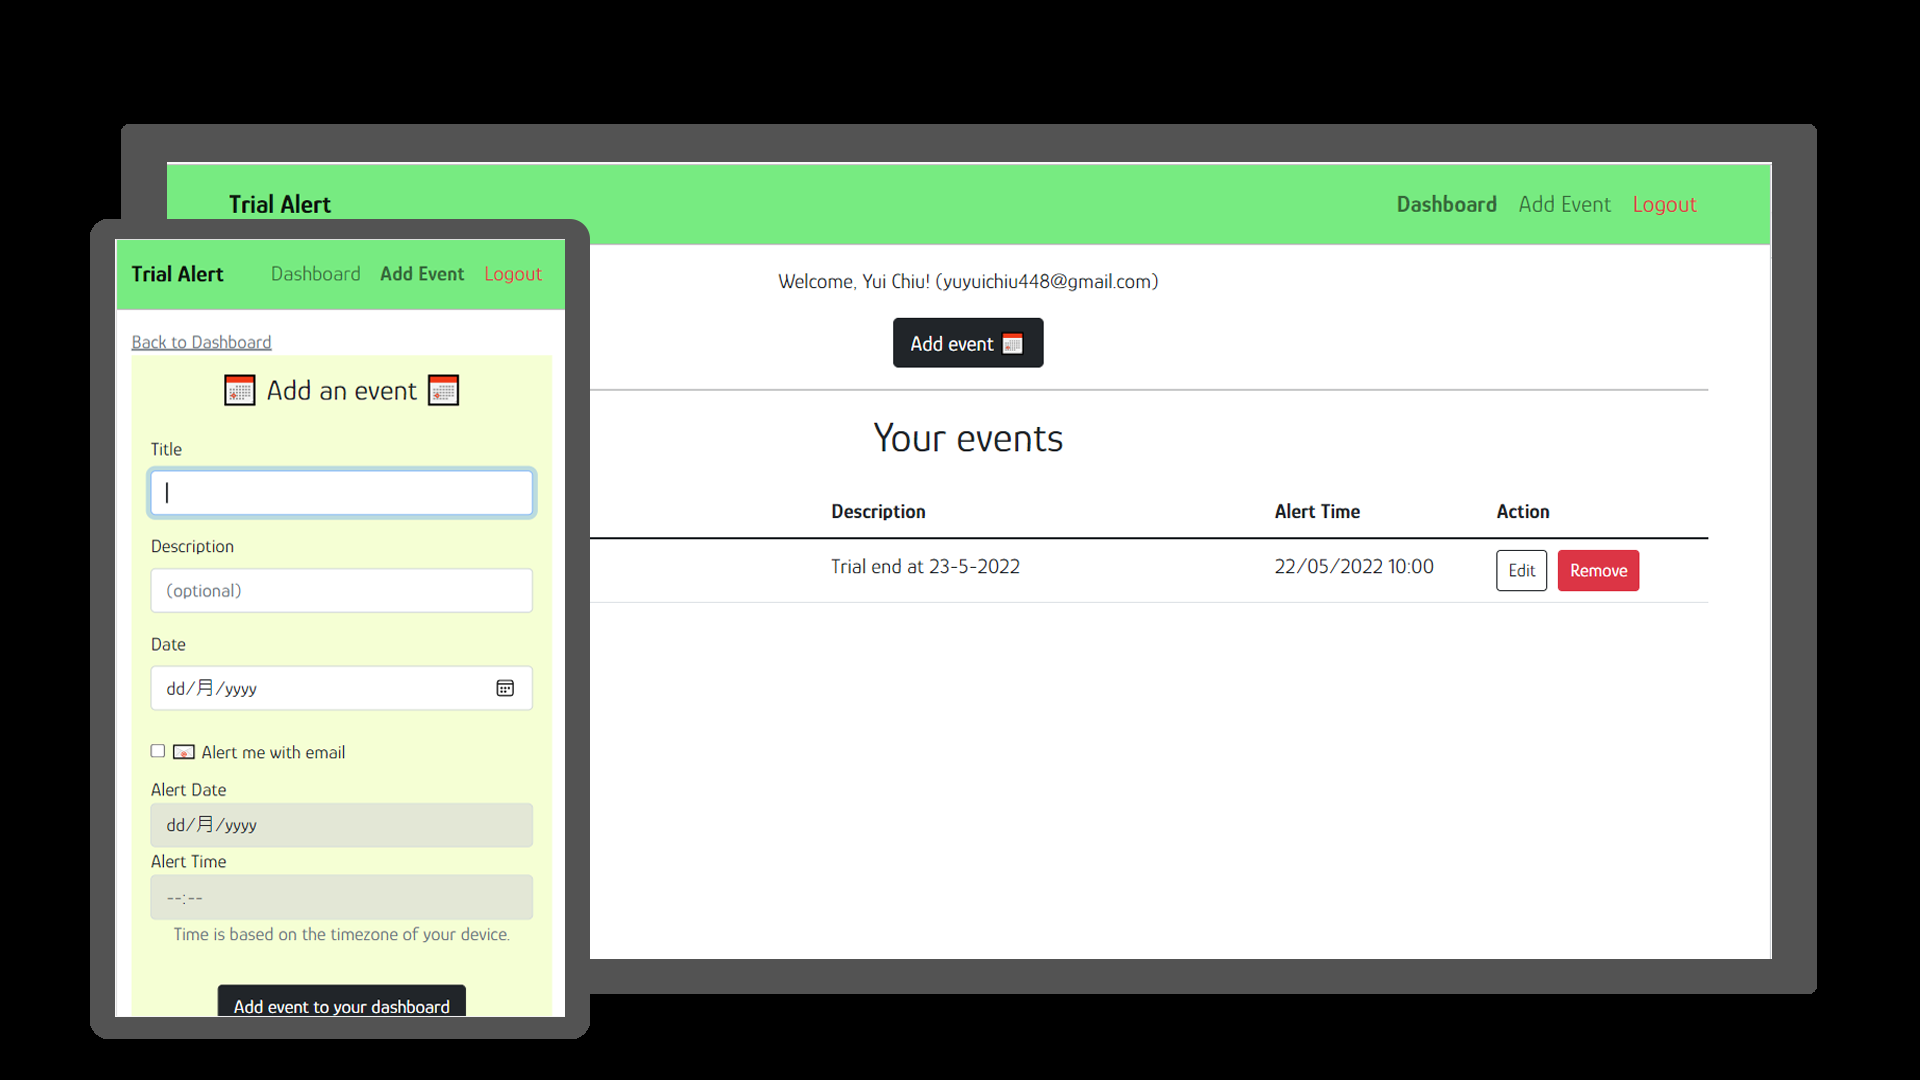 Trial Alert
Dashboard Add Event Logout
Welcome, Yui Chiu! (yuyuichiu448@gmail.com)
Add event
Your events
Description Alert Time Action
Trial end at 23-5-2022 22/05/2022 10:00 Edit Remove
Trial Alert Dashboard Add Event Logout
Back to Dashboard
Add an event
Title
Description
(optional)
Date
dd/月/yyyy
Alert me with email
Alert Date
dd/月/yyyy
Alert Time
--:--
Time is based on the timezone of your device.
Add event to your dashboard